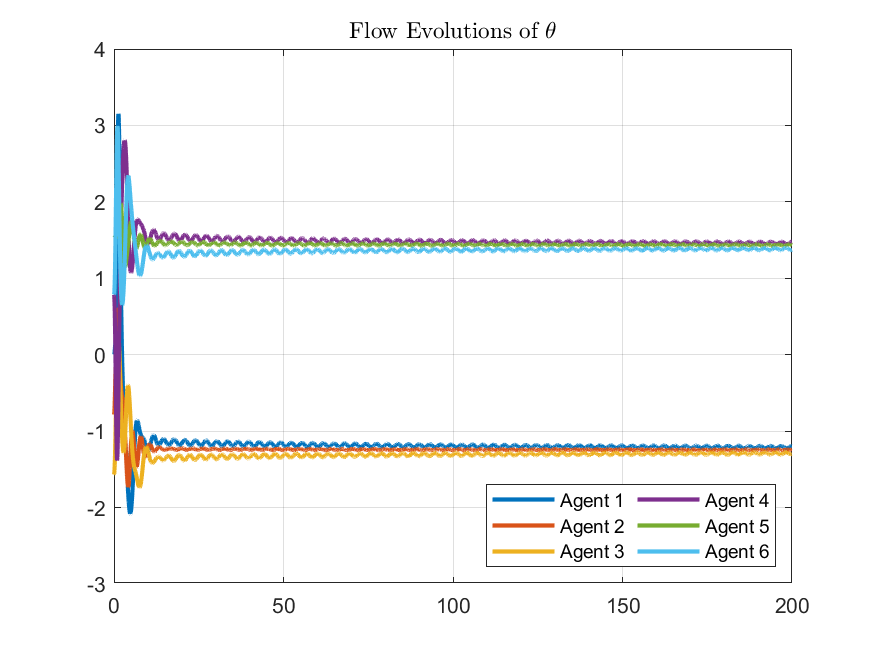 Flow Evolutions of θ
4
3
2
1
0
-1
-2
-3
0 50 100 150 200
Agent 1 Agent 4
Agent 2 Agent 5
Agent 3 Agent 6